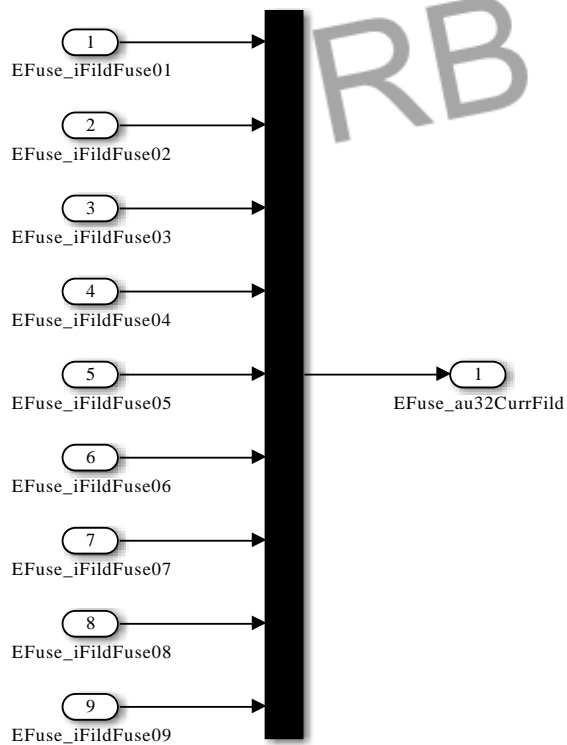 RB
1
EFuse_iFildFuse01
2
EFuse_iFildFuse02
3
EFuse_iFildFuse03
4
EFuse_iFildFuse04
5
EFuse_iFildFuse05
1
EFuse_au32CurrFild
6
EFuse_iFildFuse06
7
EFuse_iFildFuse07
8
EFuse_iFildFuse08
9
EFuse_iFildFuse09